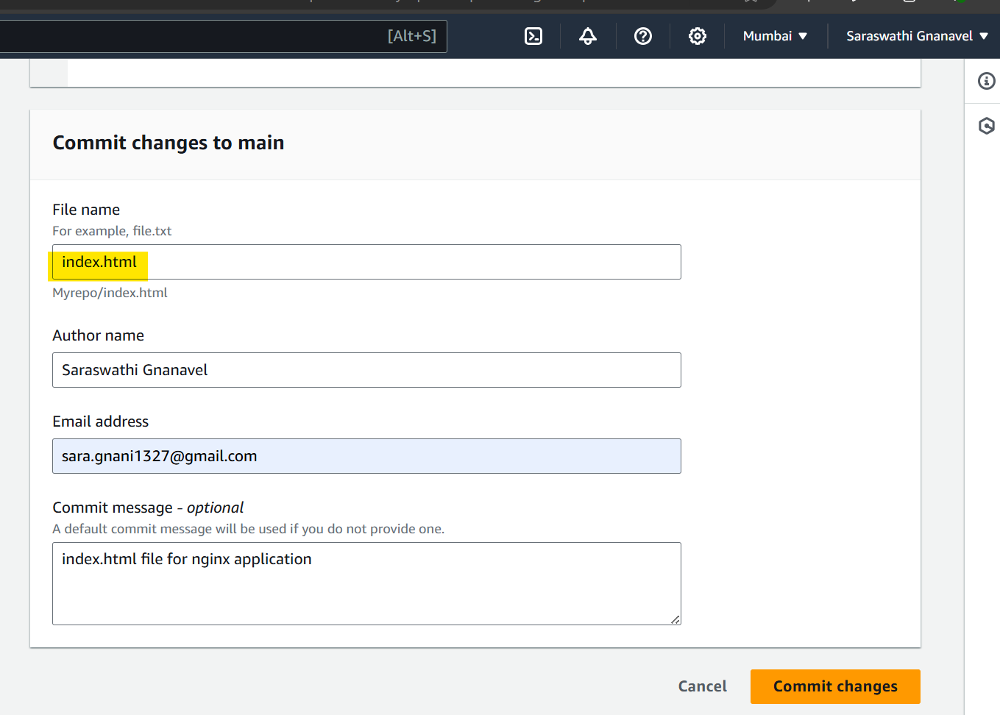 [Alt+S]
Mumbai
Saraswathi Gnanavel
Commit changes to main
File name
For example, file.txt
index.html
Myrepo/index.html
Author name
Saraswathi Gnanavel
Email address
sara.gnani1327@gmail.com
Commit message - optional
A default commit message will be used if you do not provide one.
index.html file for nginx application
Cancel
Commit changes